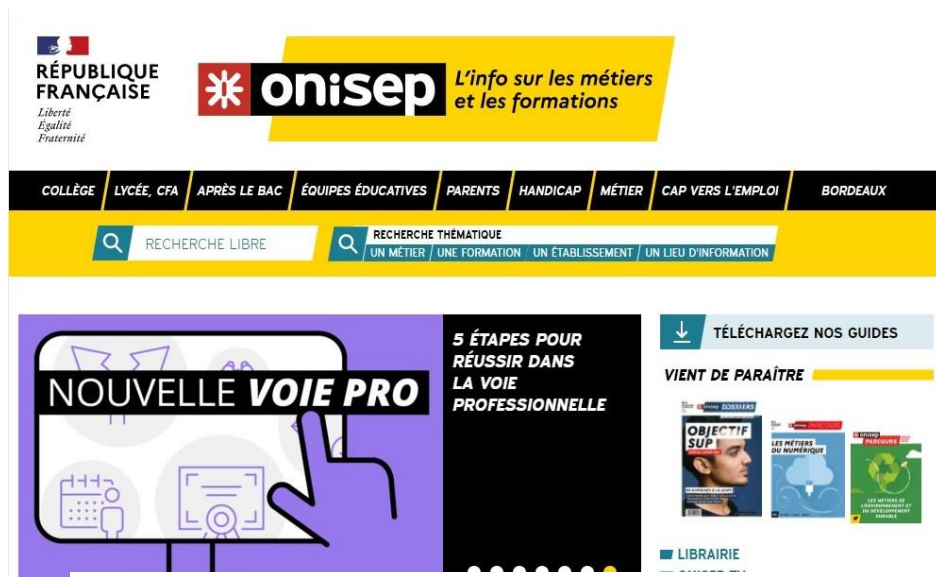 RÉPUBLIQUE
FRANÇAISE
Liberté
Égalité
Fraternité
onisep
L'info sur les métiers
et les formations
COLLÈGE LYCÉE, CFA APRÈS LE BAC ÉQUIPES ÉDUCATIVES PARENTS HANDICAP MÉTIER CAP VERS L'EMPLOI BORDEAUX
RECHERCHE LIBRE
RECHERCHE THÉMATIQUE
UN MÉTIER UNE FORMATION UN ÉTABLISSEMENT UN LIEU D'INFORMATION
NOUVELLE VOIE PRO
5 ÉTAPES POUR
RÉUSSIR DANS
LA VOIE
PROFESSIONNELLE
TÉLÉCHARGEZ NOS GUIDES
VIENT DE PARAÎTRE
onisep DOSSIERS
OBJECTIF
SUP
onisep PARCOURS
LES MÉTIERS
DU NUMÉRIQUE
onisep
PARCOURS
LES MÉTIERS DE
L'ENVIRONNEMENT ET
DU DÉVELOPPEMENT
DURABLE
LIBRAIRIE